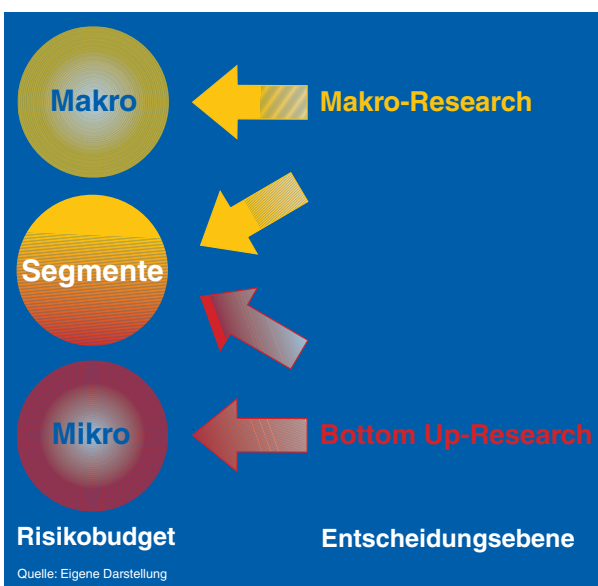 Makro
Makro-Research
Segmente
Mikro
Bottom Up-Research
Risikobudget
Entscheidungsebene
Quelle: Eigene Darstellung